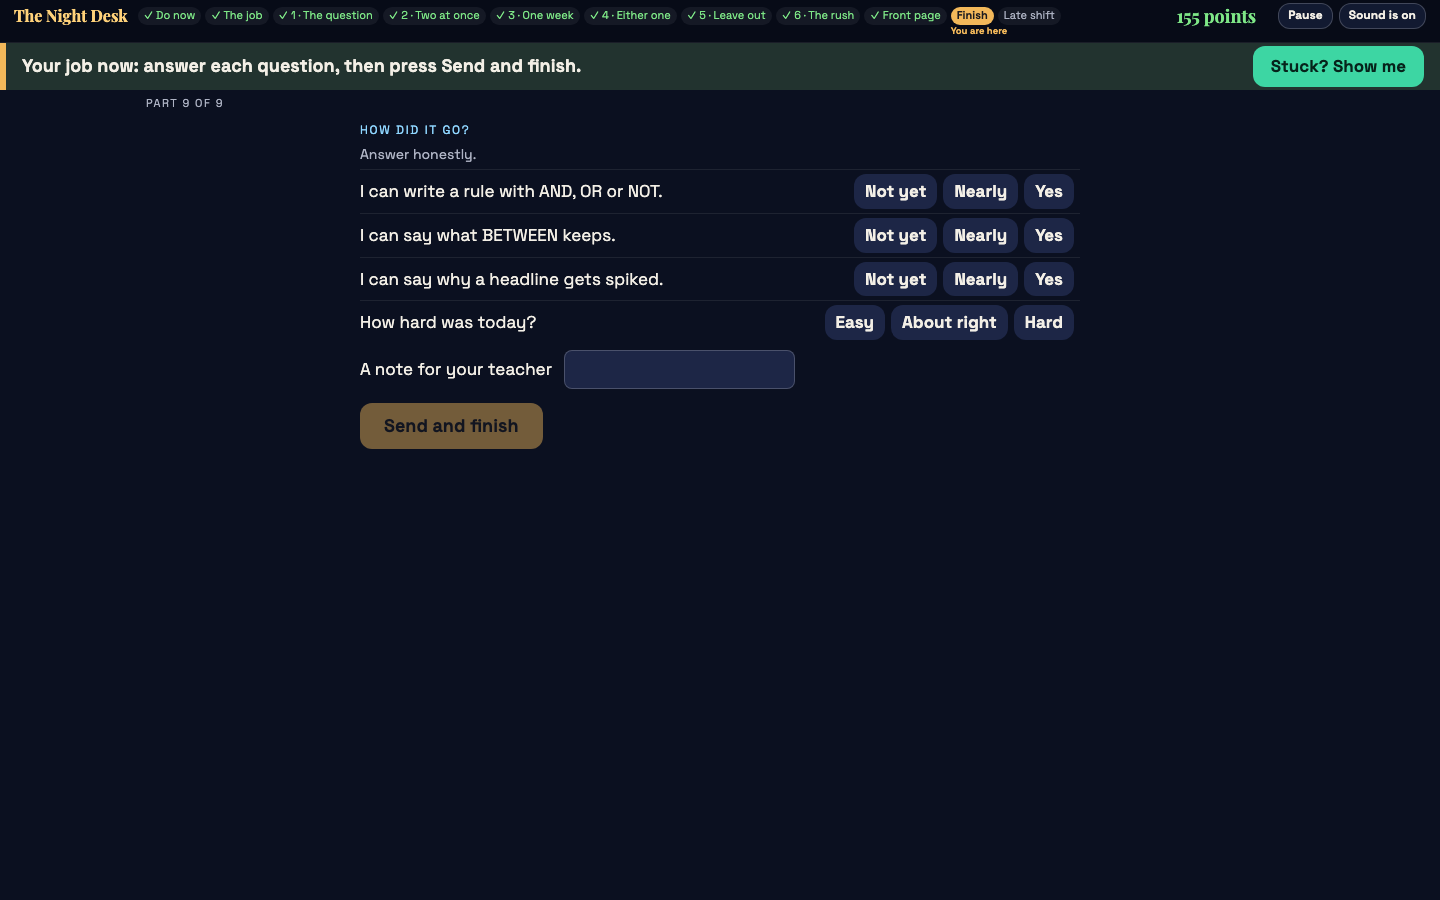 The Night Desk ✓ Do now ✓ The job ✓ 1 · The question ✓ 2 · Two at once ✓ 3 · One week ✓ 4 · Either one ✓ 5 · Leave out ✓ 6 · The rush ✓ Front page Finish Late shift 155 points Pause Sound is on
You are here
Your job now: answer each question, then press Send and finish. Stuck? Show me
PART 9 OF 9
HOW DID IT GO?
Answer honestly.
I can write a rule with AND, OR or NOT. Not yet Nearly Yes
I can say what BETWEEN keeps. Not yet Nearly Yes
I can say why a headline gets spiked. Not yet Nearly Yes
How hard was today? Easy About right Hard
A note for your teacher
Send and finish